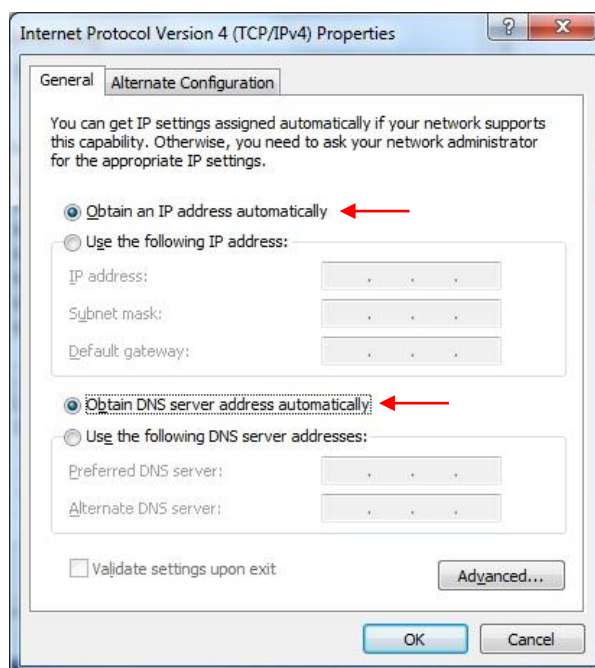 Internet Protocol Version 4 (TCP/IPv4) Properties
?
General
Alternate Configuration
You can get IP settings assigned automatically if your network supports
this capability. Otherwise, you need to ask your network administrator
for the appropriate IP settings.
Obtain an IP address automatically
Use the following IP address:
IP address:
Subnet mask:
Default gateway:
Obtain DNS server address automatically
Use the following DNS server addresses:
Preferred DNS server:
Alternate DNS server:
Validate settings upon exit
Advanced...
OK
Cancel